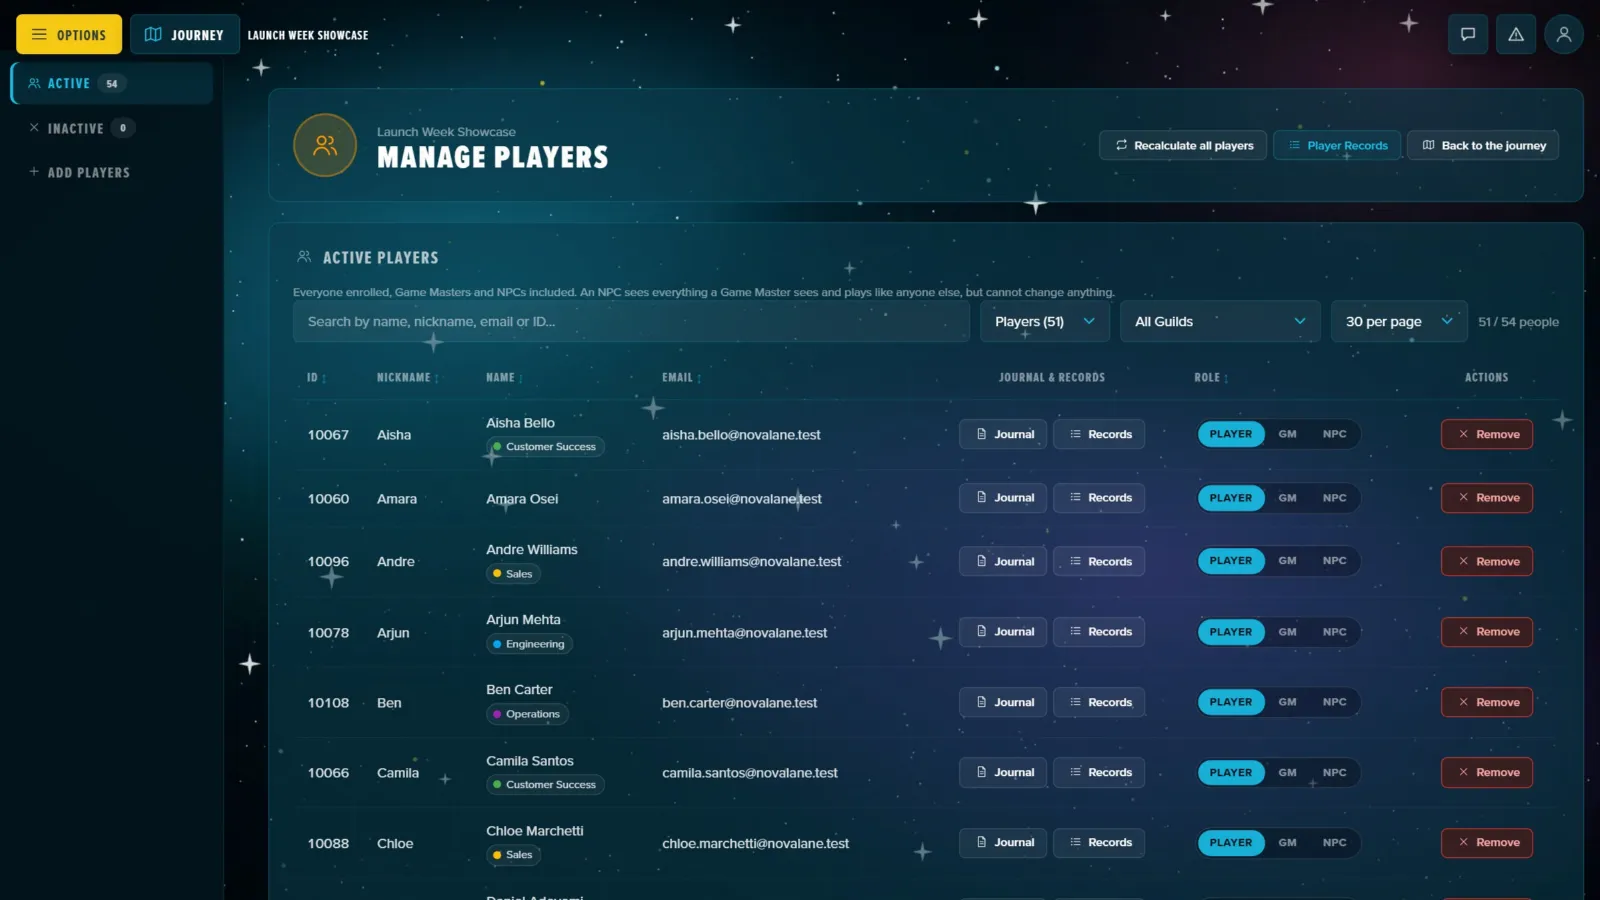 OPTIONS
JOURNEY
LAUNCH WEEK SHOWCASE
ACTIVE 54
INACTIVE 0
ADD PLAYERS
Launch Week Showcase
MANAGE PLAYERS
Recalculate all players
Player Records
Back to the journey
ACTIVE PLAYERS
Everyone enrolled, Game Masters and NPCs included. An NPC sees everything a Game Master sees and plays like anyone else, but cannot change anything.
Search by name, nickname, email or ID...
Players (51)
All Guilds
30 per page
51 / 54 people
ID NICKNAME NAME EMAIL JOURNAL & RECORDS ROLE ACTIONS
10067 Aisha Aisha Bello aisha.bello@novalane.test Journal Records PLAYER GM NPC Remove
Customer Success
10060 Amara Amara Osei amara.osei@novalane.test Journal Records PLAYER GM NPC Remove
10096 Andre Andre Williams andre.williams@novalane.test Journal Records PLAYER GM NPC Remove
Sales
10078 Arjun Arjun Mehta arjun.mehta@novalane.test Journal Records PLAYER GM NPC Remove
Engineering
10108 Ben Ben Carter ben.carter@novalane.test Journal Records PLAYER GM NPC Remove
Operations
10066 Camila Camila Santos camila.santos@novalane.test Journal Records PLAYER GM NPC Remove
Customer Success
10088 Chloe Chloe Marchetti chloe.marchetti@novalane.test Journal Records PLAYER GM NPC Remove
Sales